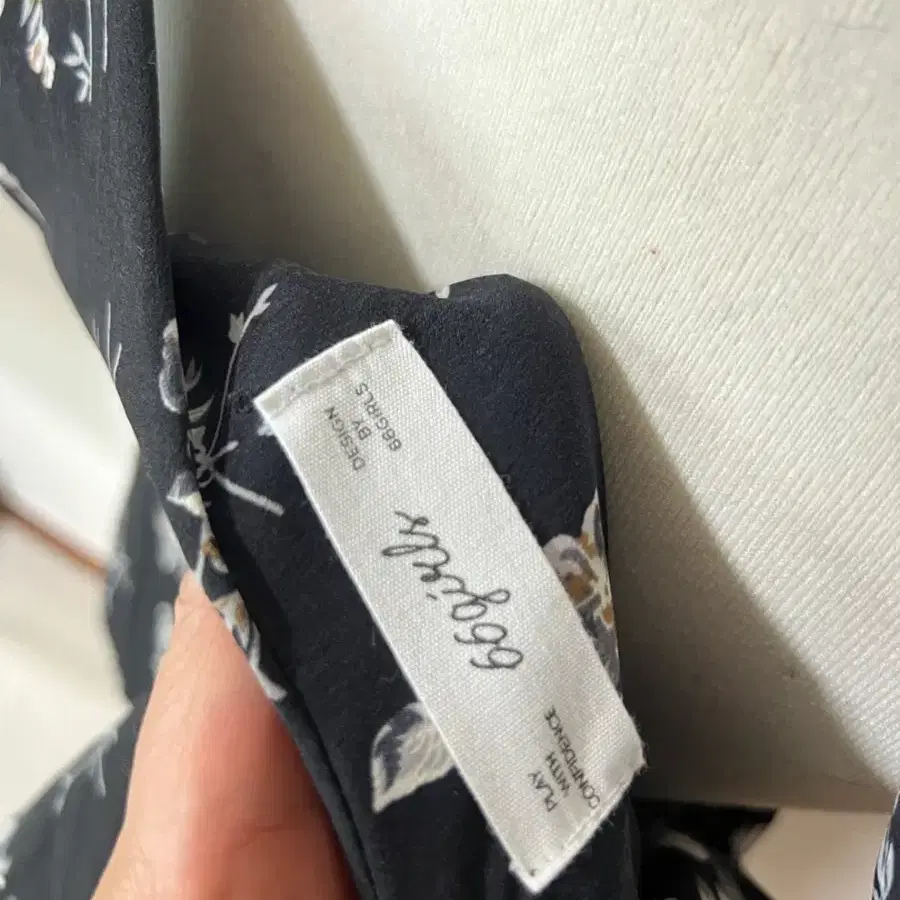 PLAY
WITH
CONFIDENCE
66girls
DESIGN
BY
66GIRLS